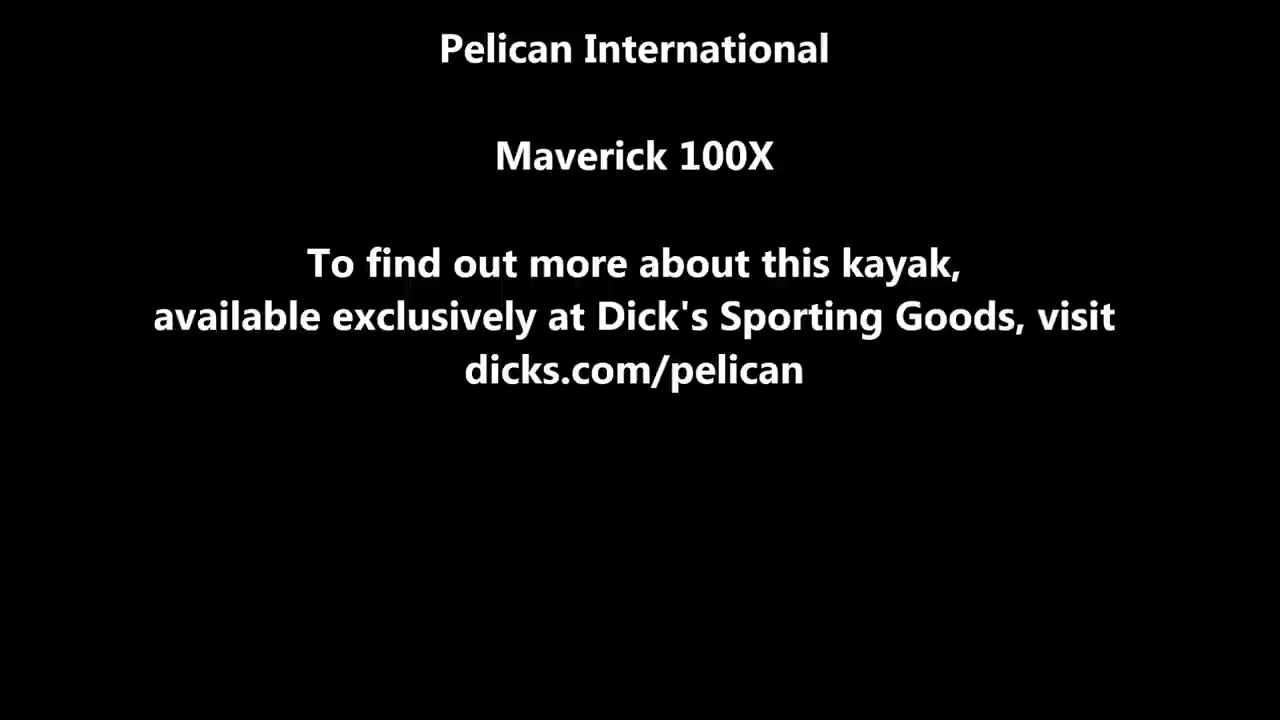 Pelican International
Maverick 100X
To find out more about this kayak,
available exclusively at Dick's Sporting Goods, visit
dicks.com/pelican